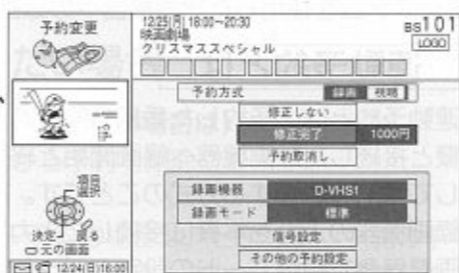 予約変更
12/25(月)18:00~20:30
映画劇場
クリスマススペシャル
BS101
LOGO
予約方式
録画 視聴
修正しない
修正完了 1000円
予約取消し
録画機器 D-VHS1
録画モード 標準
信号設定
その他の予約設定
項目
選択
決定 戻る
元の画面
12/24(日)16:00